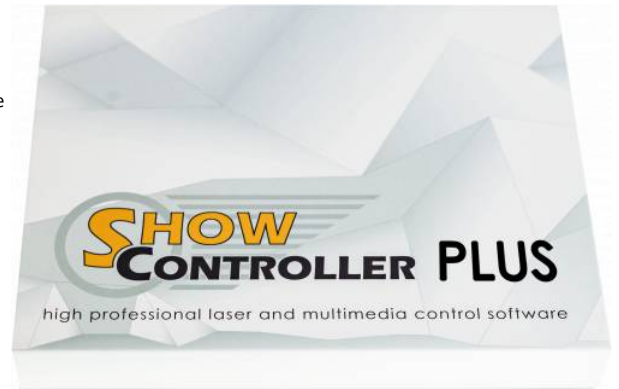 e
SHOW
CONTROLLER PLUS
high professional laser and multimedia control software